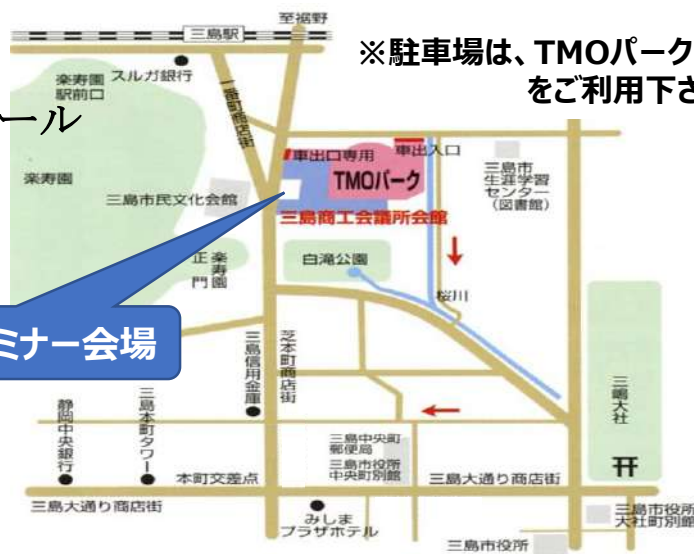 至裾野
三島駅
※駐車場は、TMOパーク
をご利用下さ
楽寿園
駅前口
スルガ銀行
ール
一番町商店街
車出口専用
車出入口
TMOパーク
楽寿園
三島市民文化会館
三島市
生涯学習
センター
(図書館)
三島商工会議所会館
楽寿園
正門
白滝公園
桜川
ミナー会場
三島信用金庫
芝本町商店街
三嶋大社
静岡中央銀行
三島本町タワー
三島中央町
郵便局
三島市役所
中央町別館
本町交差点
三島大通り商店街
三島大通り商店街
みしま
プラザホテル
三島市役所
大社町別館
三島市役所